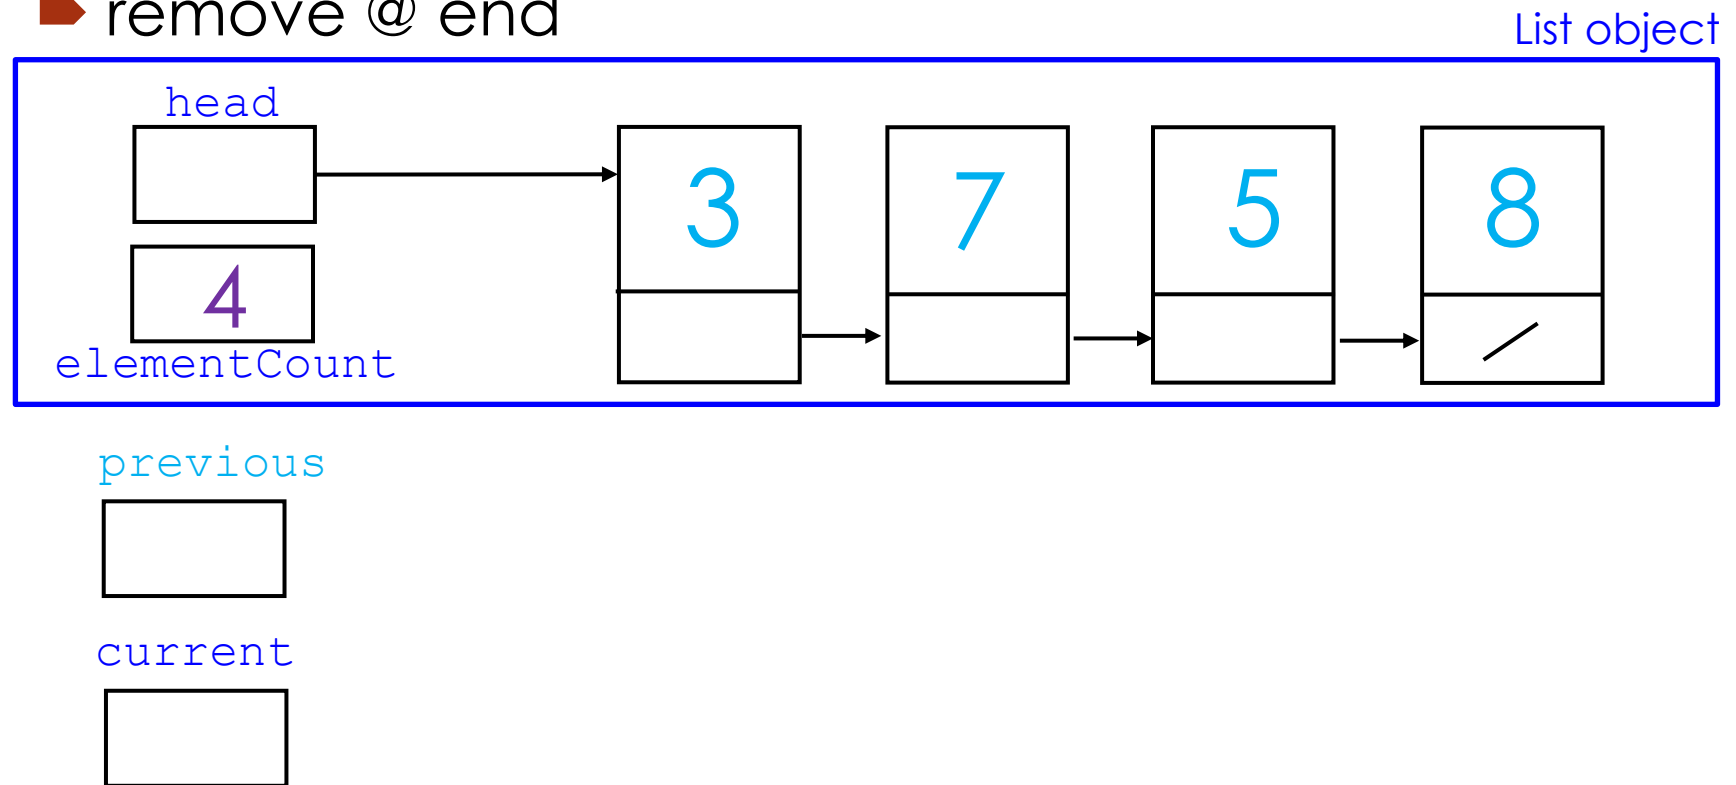 remove @ end
List object
head
3 7 5 8
4
elementCount
previous
current